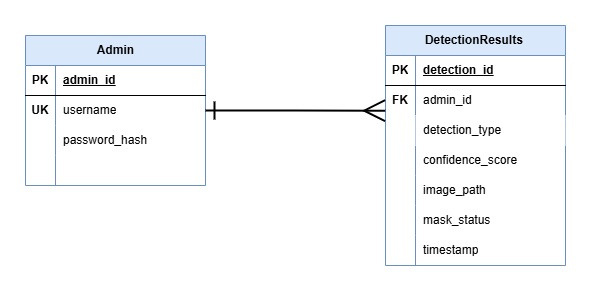 Admin
PK admin_id
UK username
password_hash
DetectionResults
PK detection_id
FK admin_id
detection_type
confidence_score
image_path
mask_status
timestamp